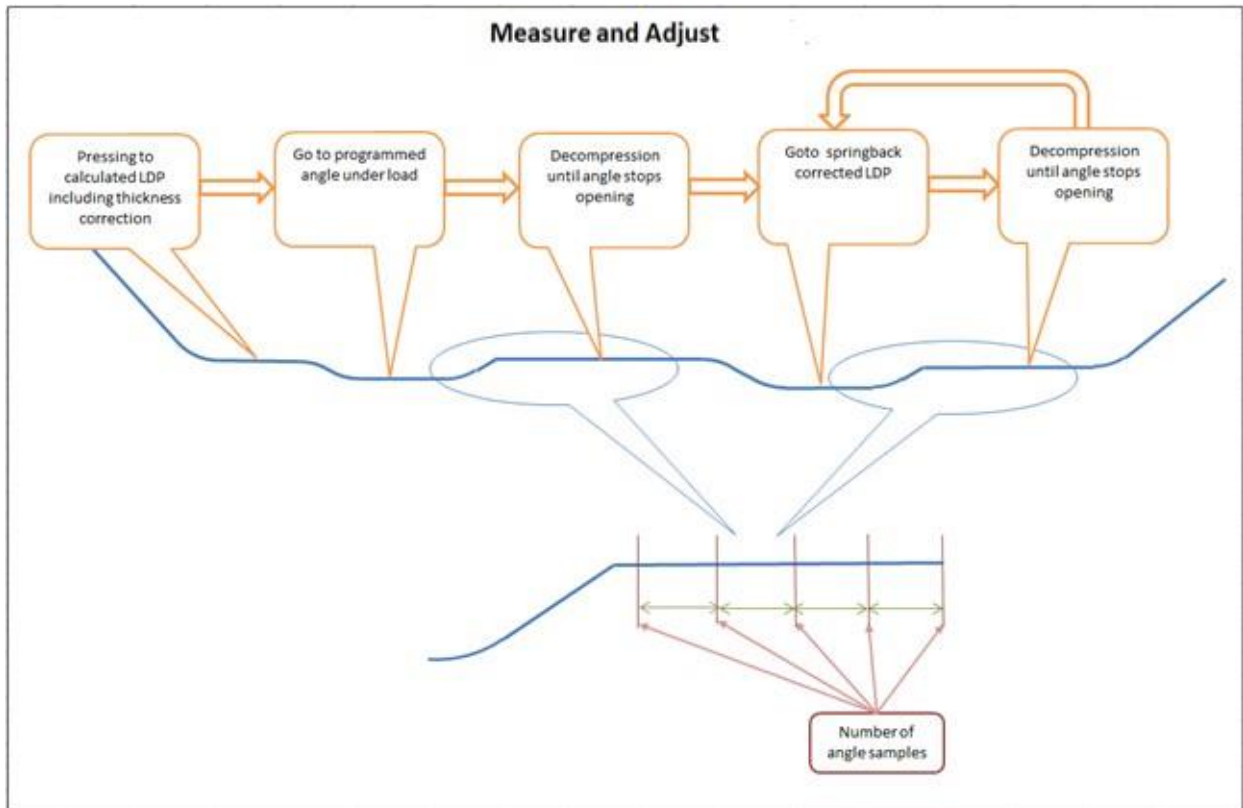 Measure and Adjust
Pressing to
calculated LDP
including thickness
correction
Go to programmed
angle under load
Decompression
until angle stops
opening
Goto springback
corrected LDP
Decompression
until angle stops
opening
Number of
angle samples